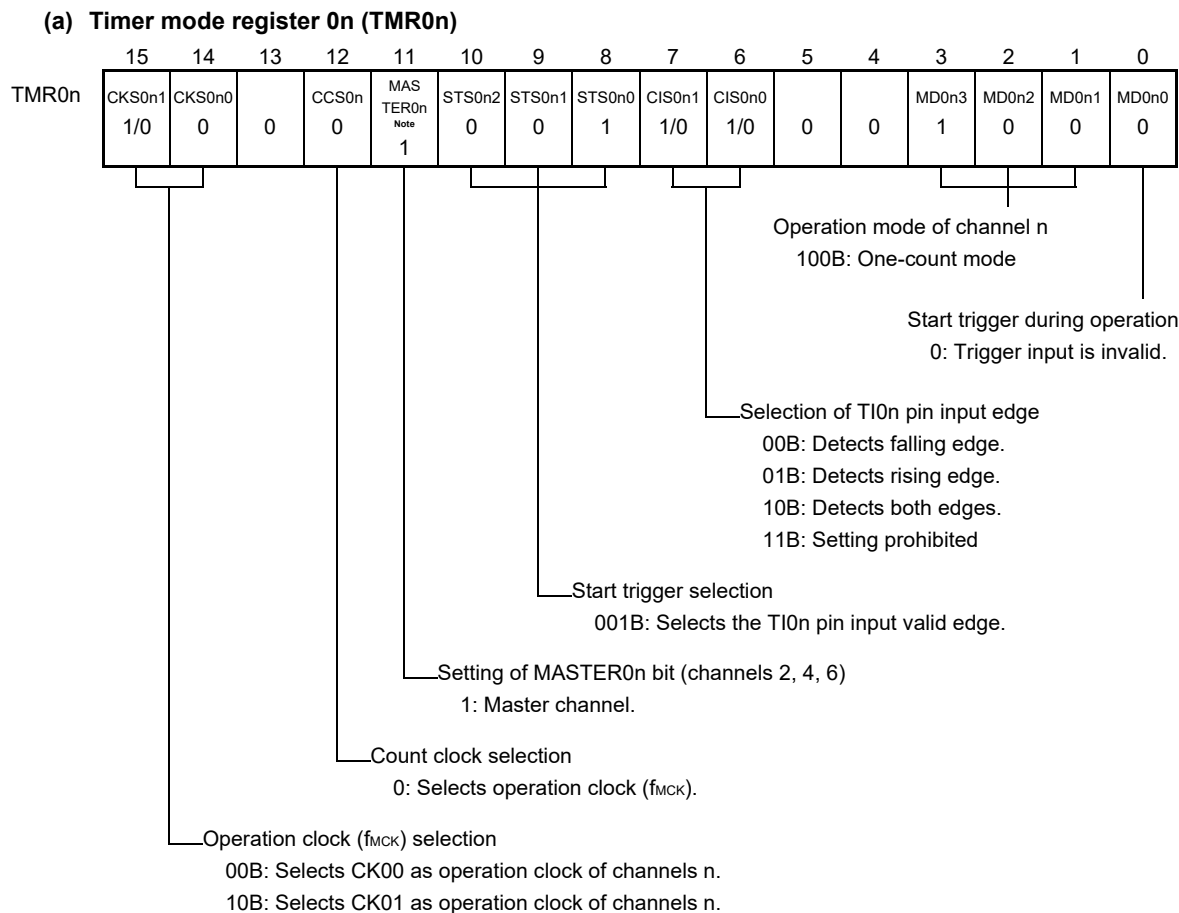 (a) Timer mode register 0n (TMR0n)
15 14 13 12 11 10 9 8 7 6 5 4 3 2 1 0
TMR0n CKS0n1 CKS0n0 CCS0n MAS TER0n Note STS0n2 STS0n1 STS0n0 CIS0n1 CIS0n0 MD0n3 MD0n2 MD0n1 MD0n0
1/0 0 0 0 1 0 0 1 1/0 1/0 0 0 1 0 0 0
Operation mode of channel n
100B: One-count mode
Start trigger during operation
0: Trigger input is invalid.
Selection of TI0n pin input edge
00B: Detects falling edge.
01B: Detects rising edge.
10B: Detects both edges.
11B: Setting prohibited
Start trigger selection
001B: Selects the TI0n pin input valid edge.
Setting of MASTER0n bit (channels 2, 4, 6)
1: Master channel.
Count clock selection
0: Selects operation clock (fMCK).
Operation clock (fMCK) selection
00B: Selects CK00 as operation clock of channels n.
10B: Selects CK01 as operation clock of channels n.